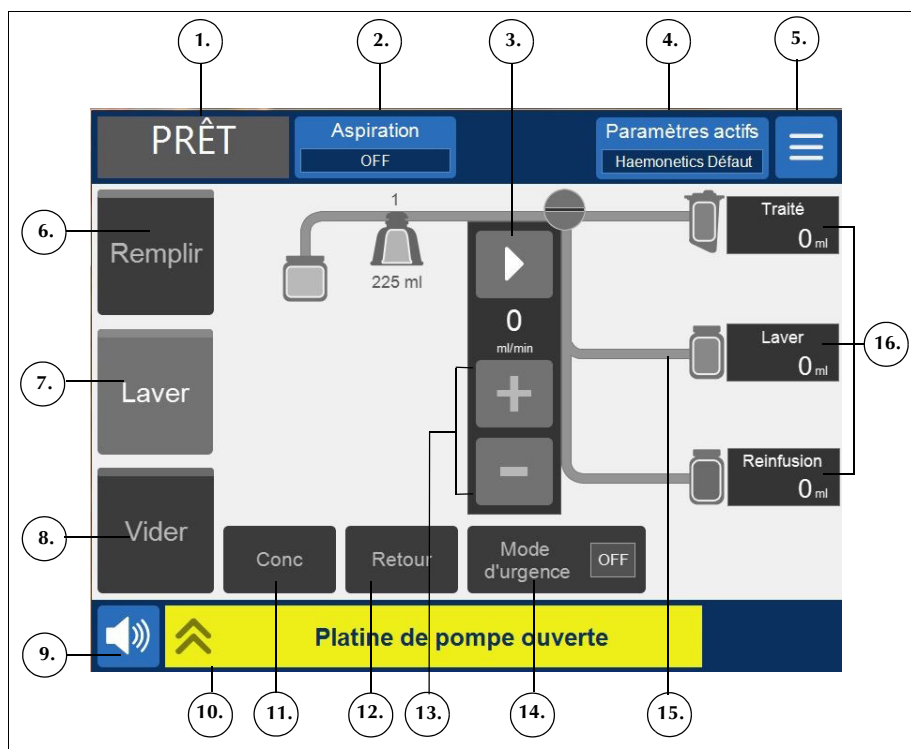 1.
2.
3.
4.
5.
PRÊT
Aspiration
OFF
Paramètres actifs
Haemonetics Défaut
6.
Remplir
1
225 ml
Traité
0 ml
0
ml/min
7.
Laver
Laver
0 ml
16.
8.
Vider
Reinfusion
0 ml
Conc
Retour
Mode
d'urgence
OFF
9.
Platine de pompe ouverte
10.
11.
12.
13.
14.
15.